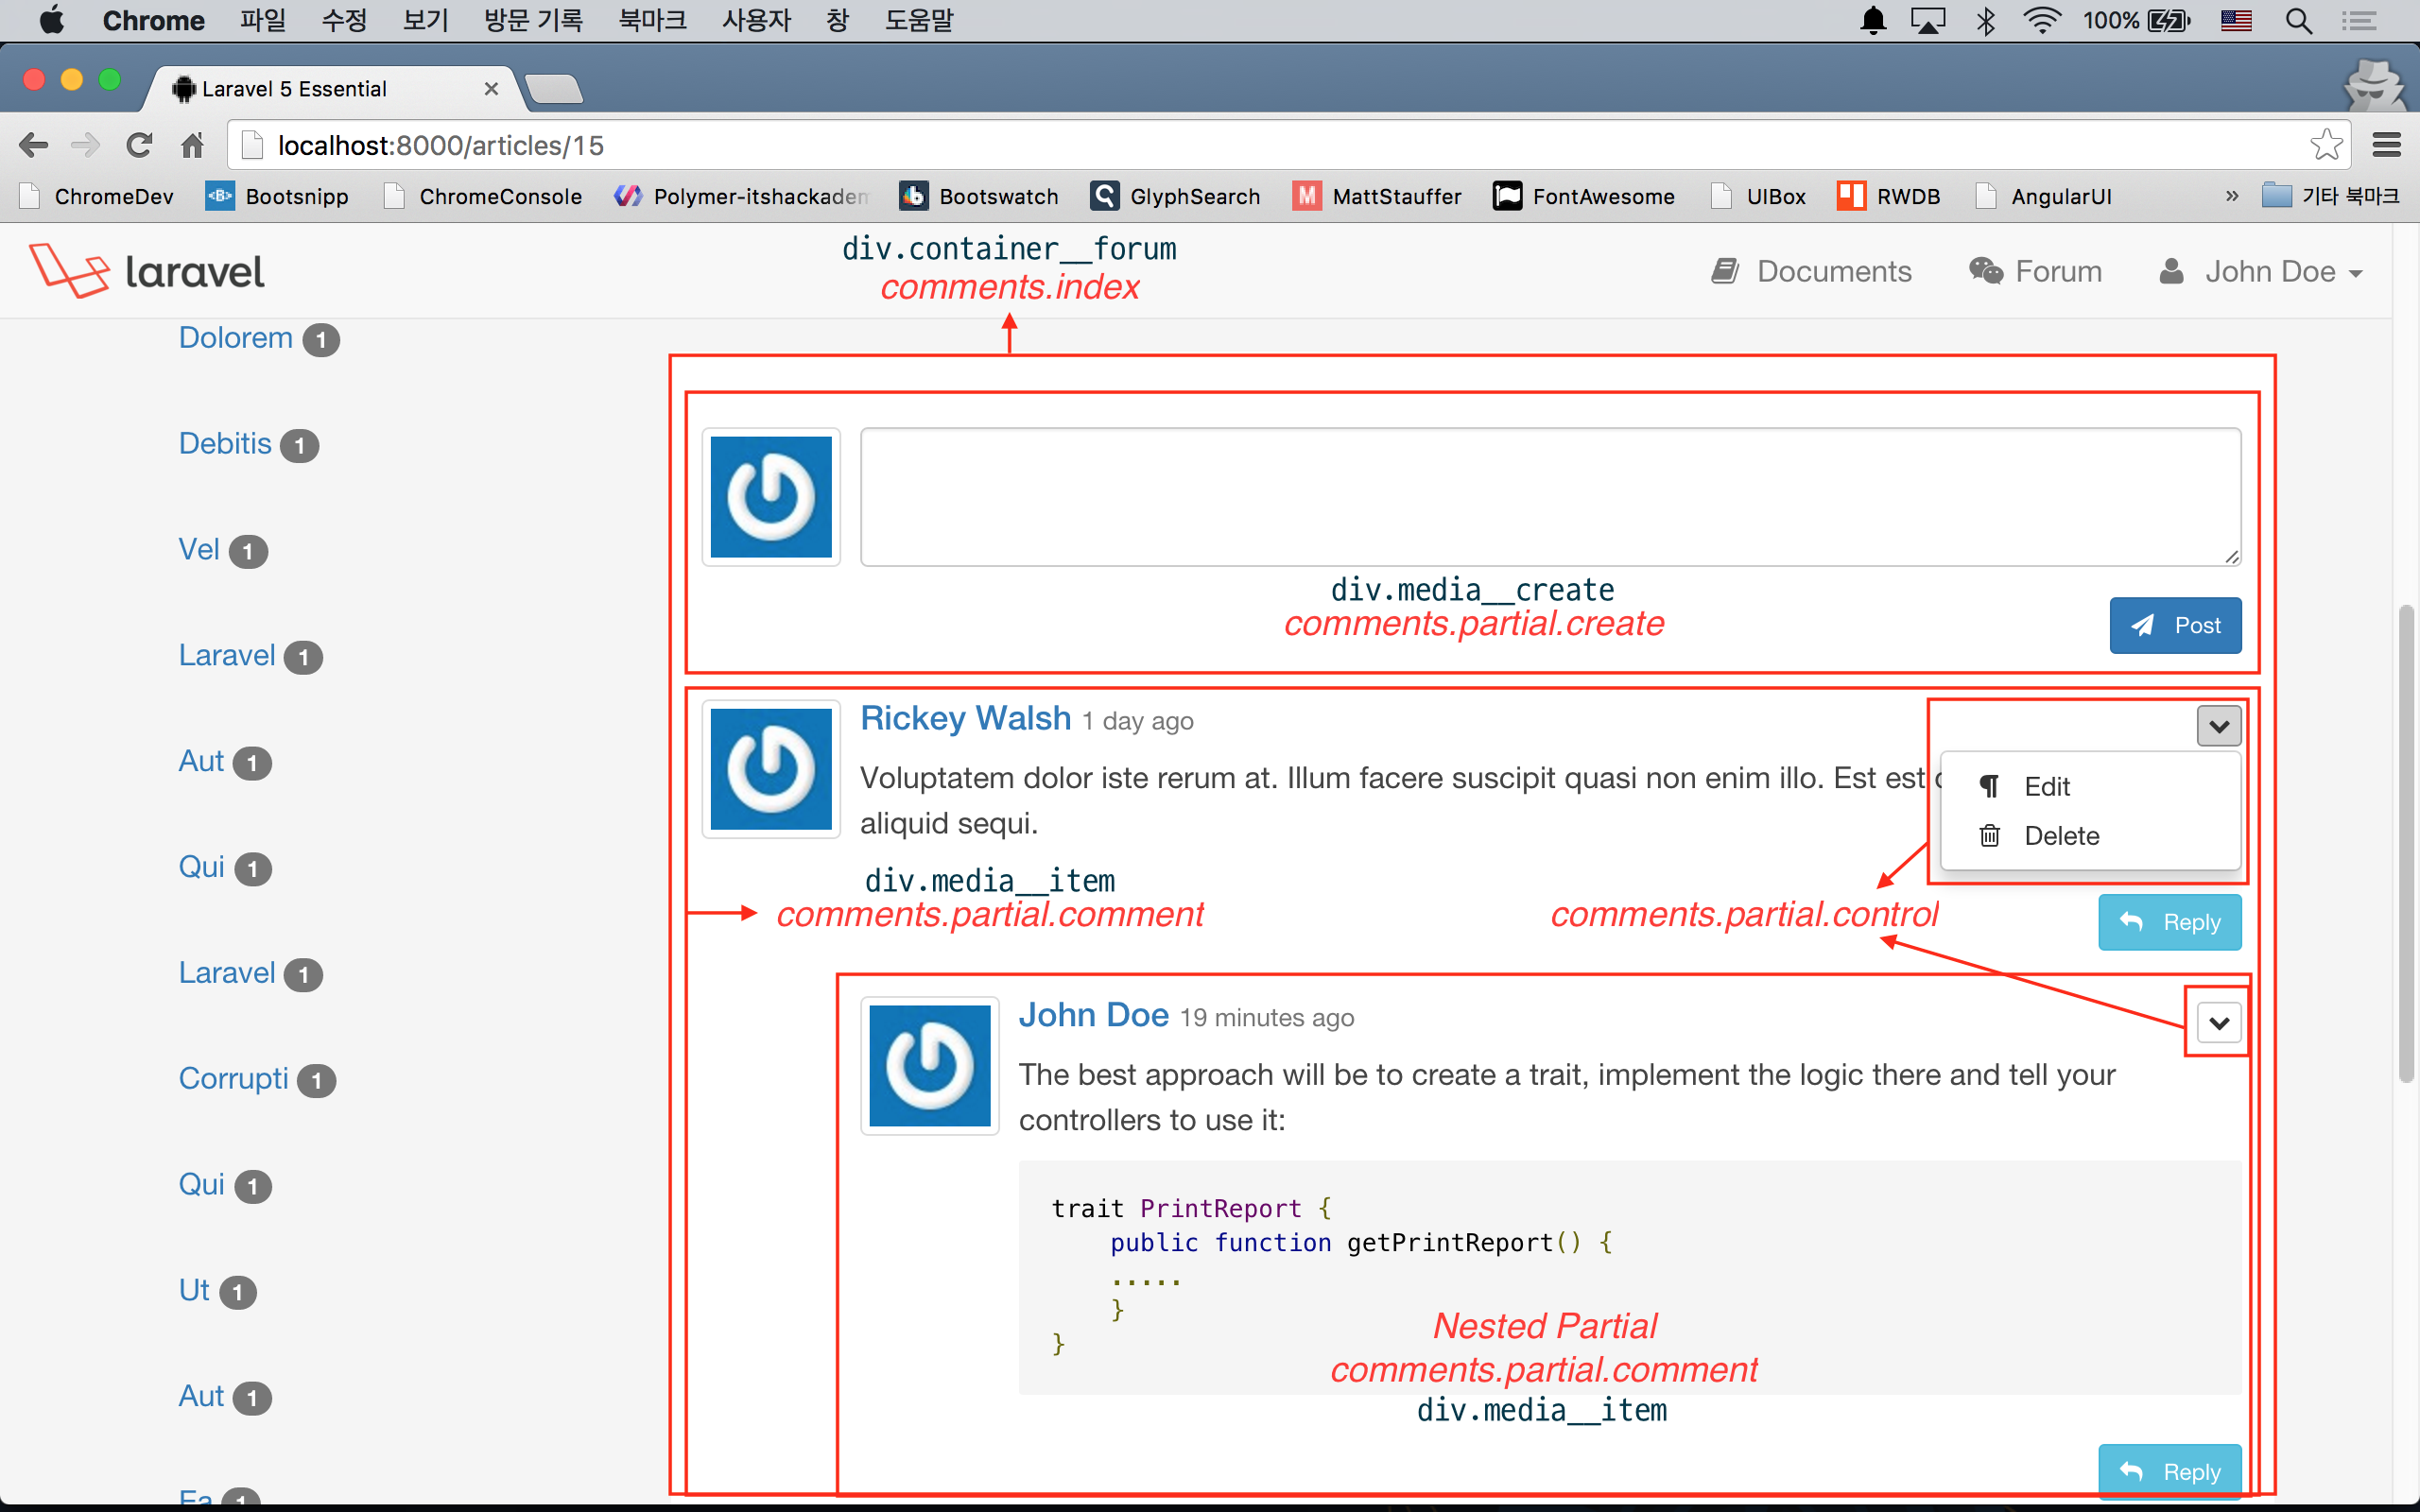 Chrome 파일 수정 보기 방문 기록 북마크 사용자 창 도움말 100%
Laravel 5 Essential
localhost:8000/articles/15
ChromeDev Bootsnipp ChromeConsole Polymer-itshackadem Bootswatch GlyphSearch MattStauffer FontAwesome UIBox RWDB AngularUI » 기타 북마크
laravel
Documents Forum John Doe
div.container__forum
comments.index
Dolorem 1
Debitis 1
Vel 1
Laravel 1
Aut 1
Qui 1
Laravel 1
Corrupti 1
Qui 1
Ut 1
Aut 1
Ea 1
div.media__create
comments.partial.create
Post
Rickey Walsh 1 day ago
Voluptatem dolor iste rerum at. Illum facere suscipit quasi non enim illo. Est est
aliquid sequi.
Edit
Delete
div.media__item
comments.partial.comment
comments.partial.control
Reply
John Doe 19 minutes ago
The best approach will be to create a trait, implement the logic there and tell your
controllers to use it:
trait PrintReport {
public function getPrintReport() {
.....
}
}
Nested Partial
comments.partial.comment
div.media__item
Reply